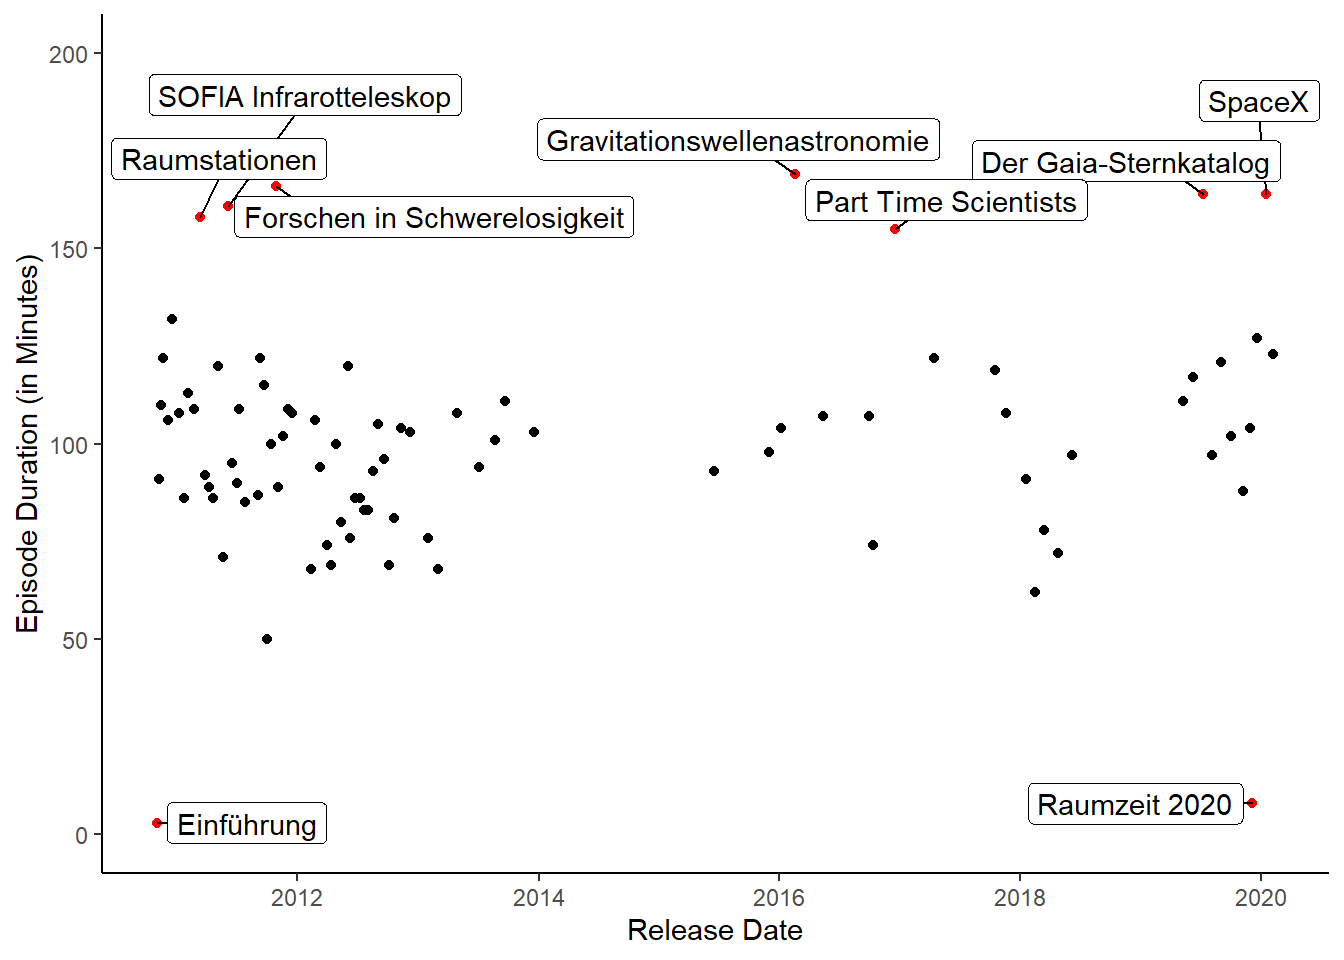 200
SOFIA Infrarotteleskop
SpaceX
Gravitationswellenastronomie
Raumstationen
Der Gaia-Sternkatalog
Part Time Scientists
Forschen in Schwerelosigkeit
150
Episode Duration (in Minutes)
100
50
Raumzeit 2020
Einführung
0
2012 2014 2016 2018 2020
Release Date